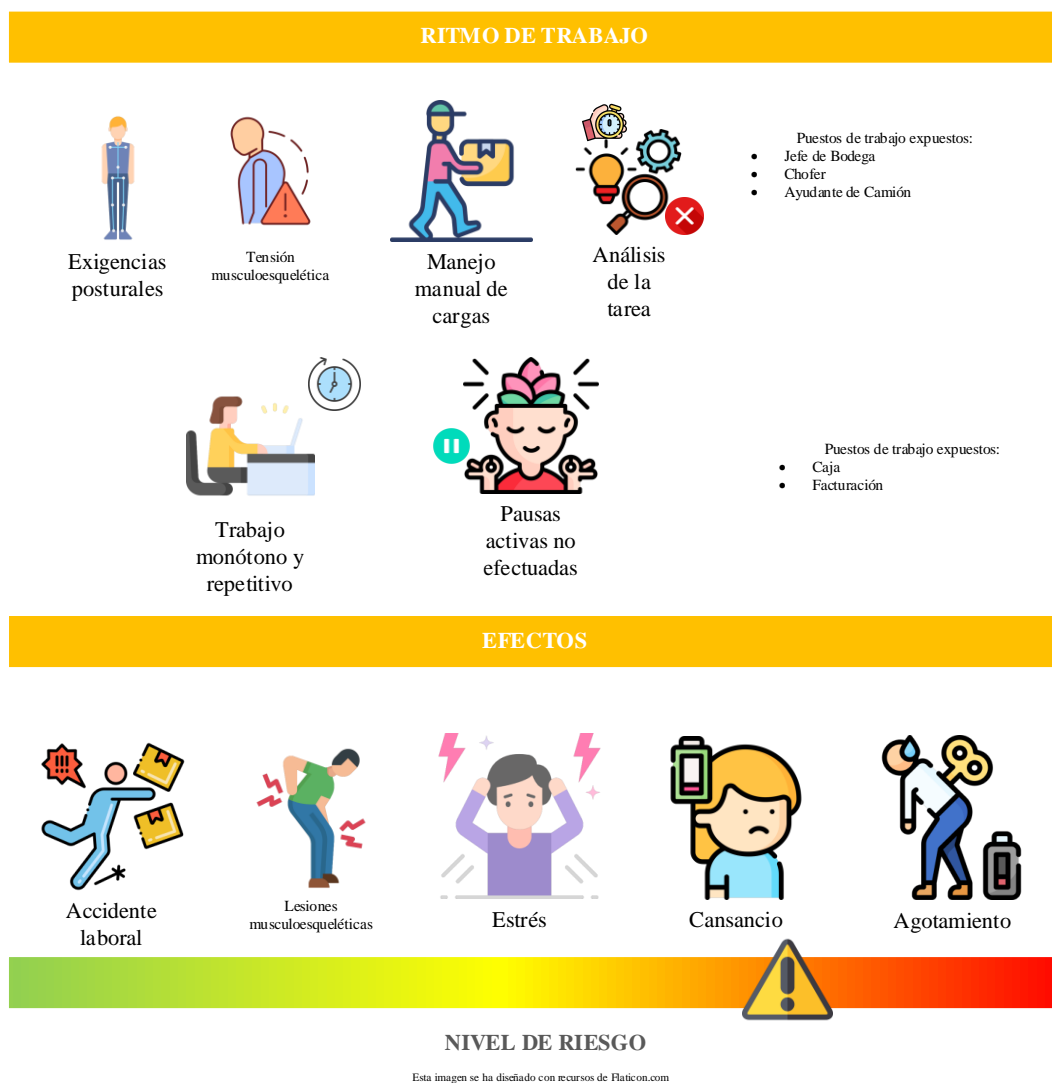 RITMO DE TRABAJO
Exigencias
posturales
Tensión
musculoesquelética
Manejo
manual de
cargas
Análisis
de la
tarea
Puestos de trabajo expuestos:
• Jefe de Bodega
• Chofer
• Ayudante de Camión
Trabajo
monótono y
repetitivo
Pausas
activas no
efectuadas
Puestos de trabajo expuestos:
• Caja
• Facturación
EFECTOS
Accidente
laboral
Lesiones
musculoesqueléticas
Estrés
Cansancio
Agotamiento
NIVEL DE RIESGO
Esta imagen se ha diseñado con recursos de Flaticon.com